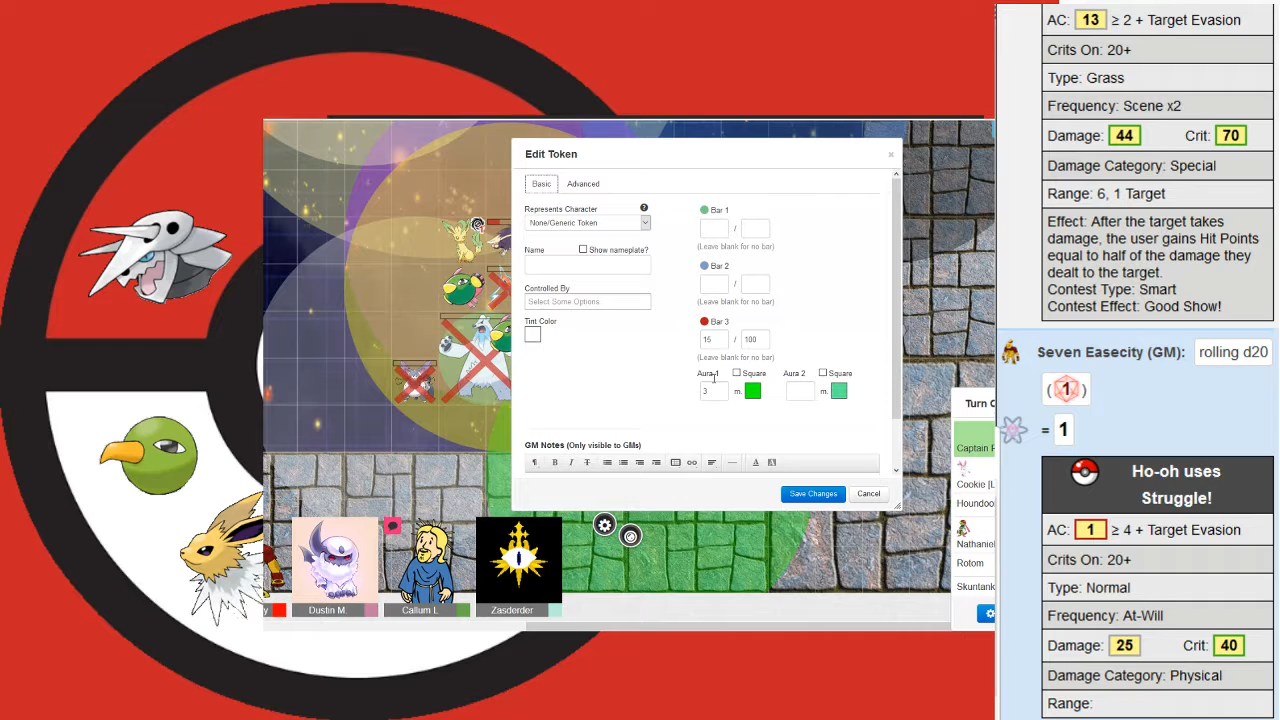 Edit Token
×
Basic
Advanced
Represents Character
?
None/Generic Token
Name
Show nameplate?
Controlled By
Select Some Options
Tint Color
Bar 1
/
(Leave blank for no bar)
Bar 2
/
(Leave blank for no bar)
Bar 3
15 / 100
(Leave blank for no bar)
Aura 1
Square
Aura 2
Square
3
m.
m.
GM Notes (Only visible to GMs)
Save Changes
Cancel
Dustin M.
Callum L
Zasderder
Cookie [L
Houndoo
Nathaniel
Rotom
Skuntank
AC: 13 ≥ 2 + Target Evasion
Crits On: 20+
Type: Grass
Frequency: Scene x2
Damage: 44 Crit: 70
Damage Category: Special
Range: 6, 1 Target
Effect: After the target takes
damage, the user gains Hit Points
equal to half of the damage they
dealt to the target.
Contest Type: Smart
Contest Effect: Good Show!
Seven Easecity (GM): rolling d20
(1)
= 1
Ho-oh uses
Struggle!
AC: 1 ≥ 4 + Target Evasion
Crits On: 20+
Type: Normal
Frequency: At-Will
Damage: 25 Crit: 40
Damage Category: Physical
Range: